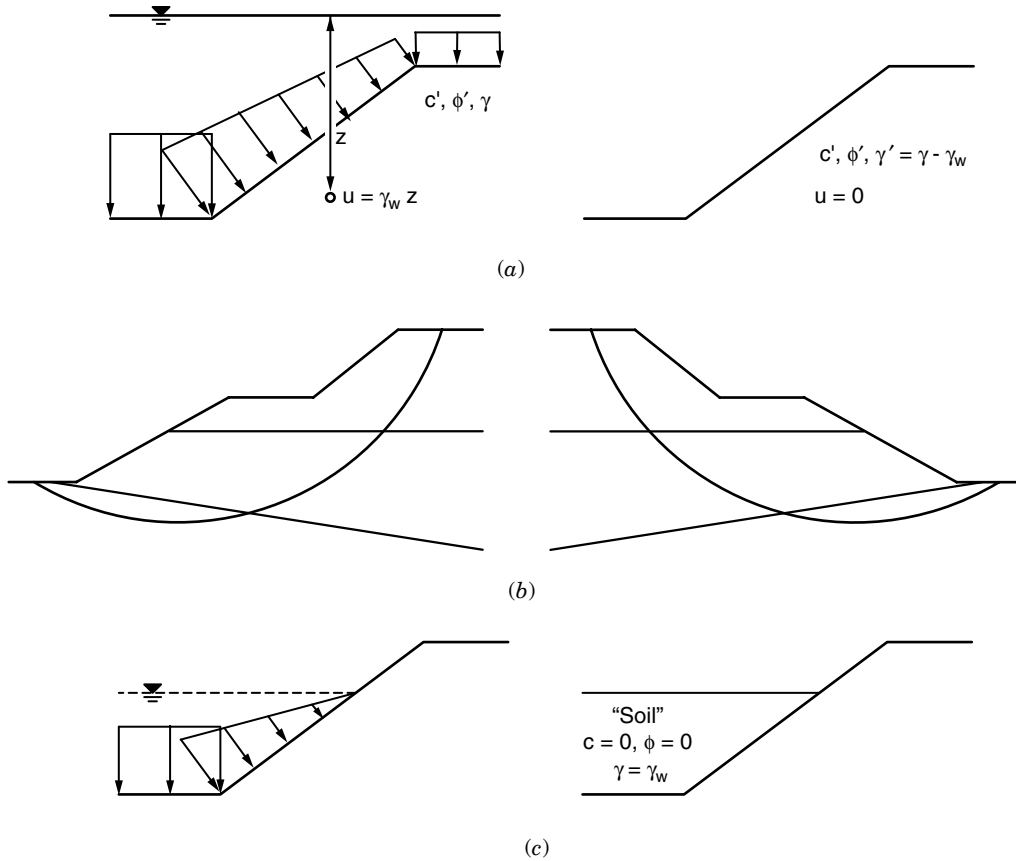 c', ϕ′, γ
z
u = γw z
c', ϕ′, γ′ = γ - γw
u = 0
(a)
(b)
“Soil”
c = 0, ϕ = 0
γ = γw
(c)